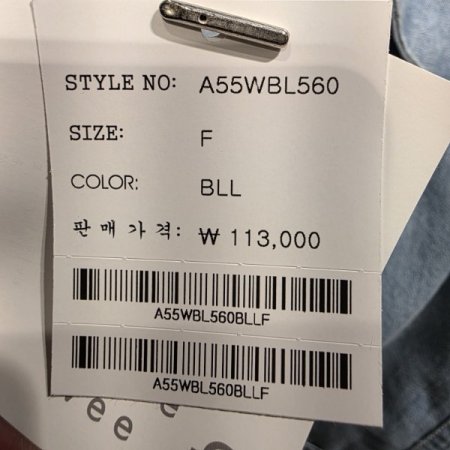 STYLE NO: A55WBL560
SIZE: F
COLOR: BLL
판매가격: ₩ 113,000
A55WBL560BLLF
A55WBL560BLLF